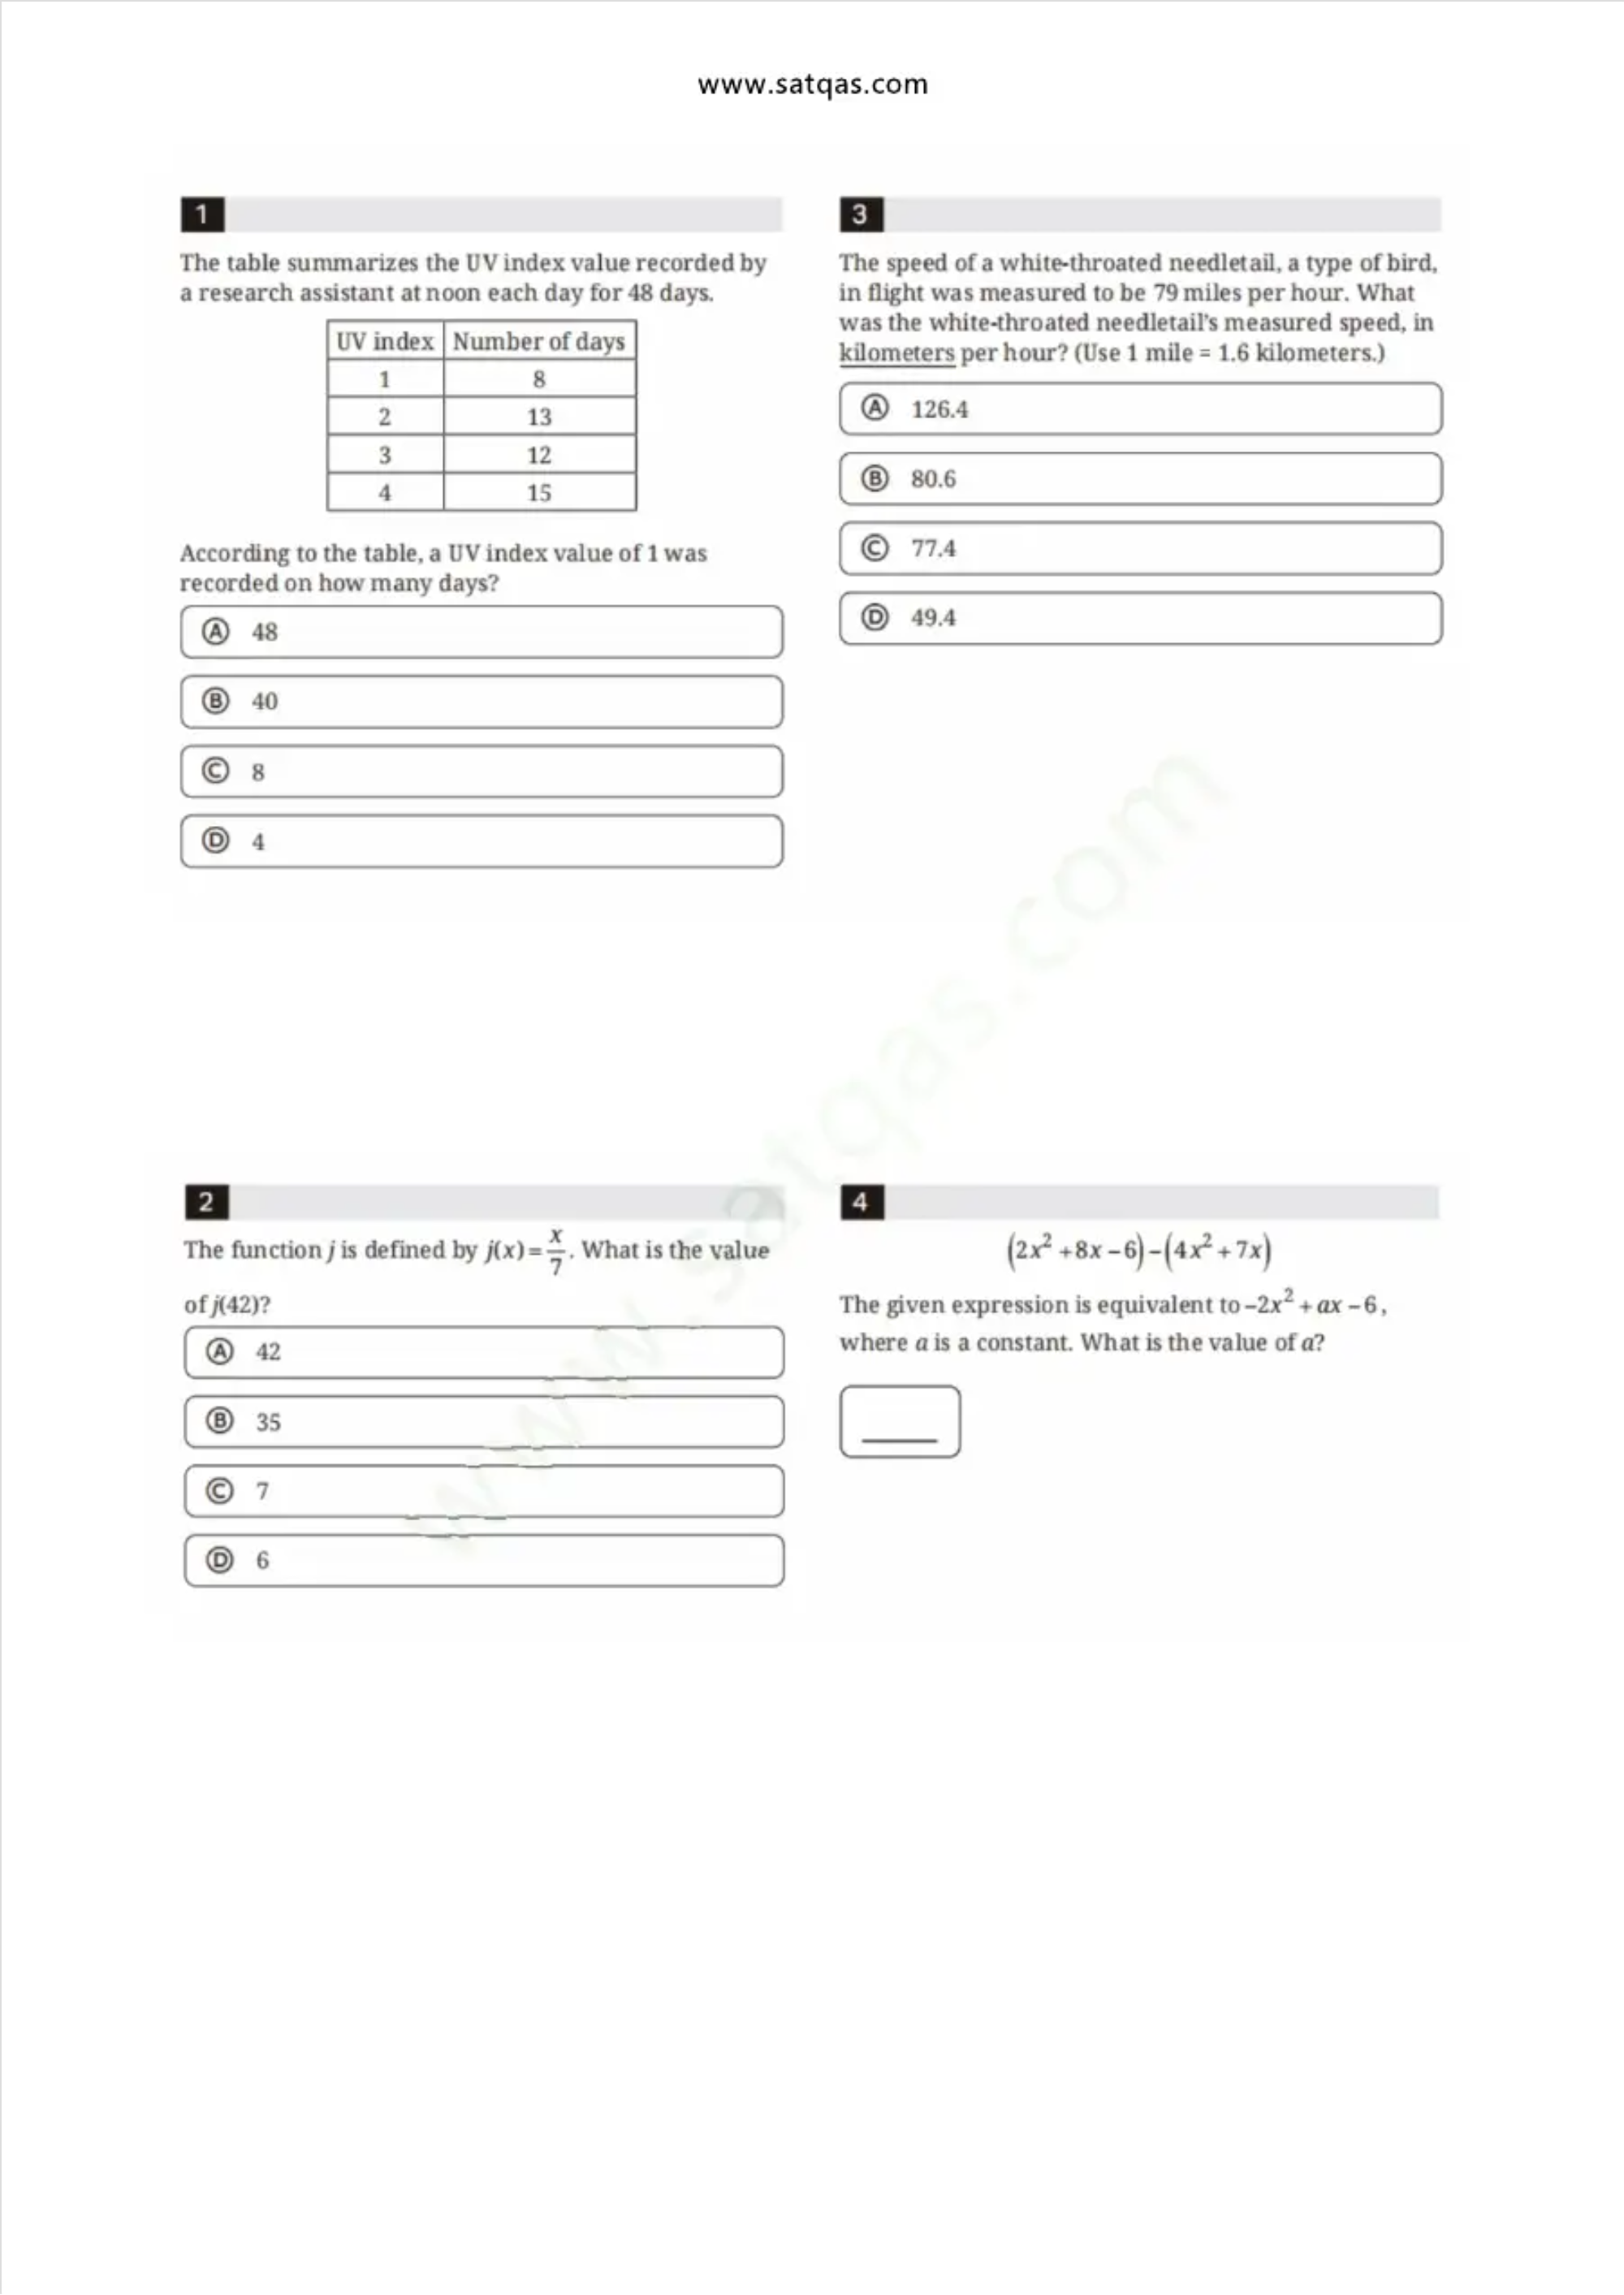 www.satqas.com
1
The table summarizes the UV index value recorded by
a research assistant at noon each day for 48 days.
UV index Number of days
1 8
2 13
3 12
4 15
According to the table, a UV index value of 1 was
recorded on how many days?
A 48
B 40
C 8
D 4
2
The function j is defined by j(x)=x/7. What is the value
of j(42)?
A 42
B 35
C 7
D 6
3
The speed of a white-throated needletail, a type of bird,
in flight was measured to be 79 miles per hour. What
was the white-throated needletail's measured speed, in
kilometers per hour? (Use 1 mile = 1.6 kilometers.)
A 126.4
B 80.6
C 77.4
D 49.4
4
(2x² +8x –6)–(4x² +7x)
The given expression is equivalent to –2x² + ax –6,
where a is a constant. What is the value of a?
www.satqas.com